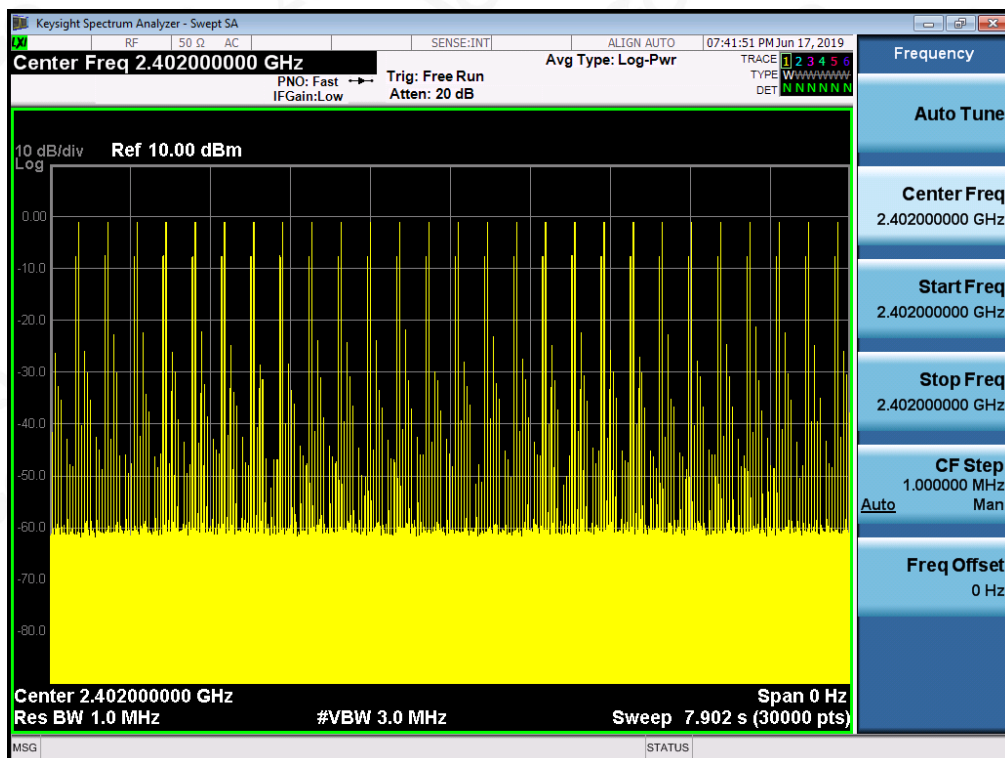 Keysight Spectrum Analyzer - Swept SA
LXI RF 50 Ω AC SENSE:INT ALIGN AUTO 07:41:51 PM Jun 17, 2019
Center Freq 2.402000000 GHz
PNO: Fast
IFGain:Low
Trig: Free Run
Atten: 20 dB
Avg Type: Log-Pwr
TRACE 1 2 3 4 5 6
TYPE WWWWWW
DET N N N N N N
10 dB/div Ref 10.00 dBm
Log
0.00
-10.0
-20.0
-30.0
-40.0
-50.0
-60.0
-70.0
-80.0
Center 2.402000000 GHz Span 0 Hz
Res BW 1.0 MHz #VBW 3.0 MHz Sweep 7.902 s (30000 pts)
MSG STATUS
Frequency
Auto Tune
Center Freq
2.402000000 GHz
Start Freq
2.402000000 GHz
Stop Freq
2.402000000 GHz
CF Step
1.000000 MHz
Auto Man
Freq Offset
0 Hz